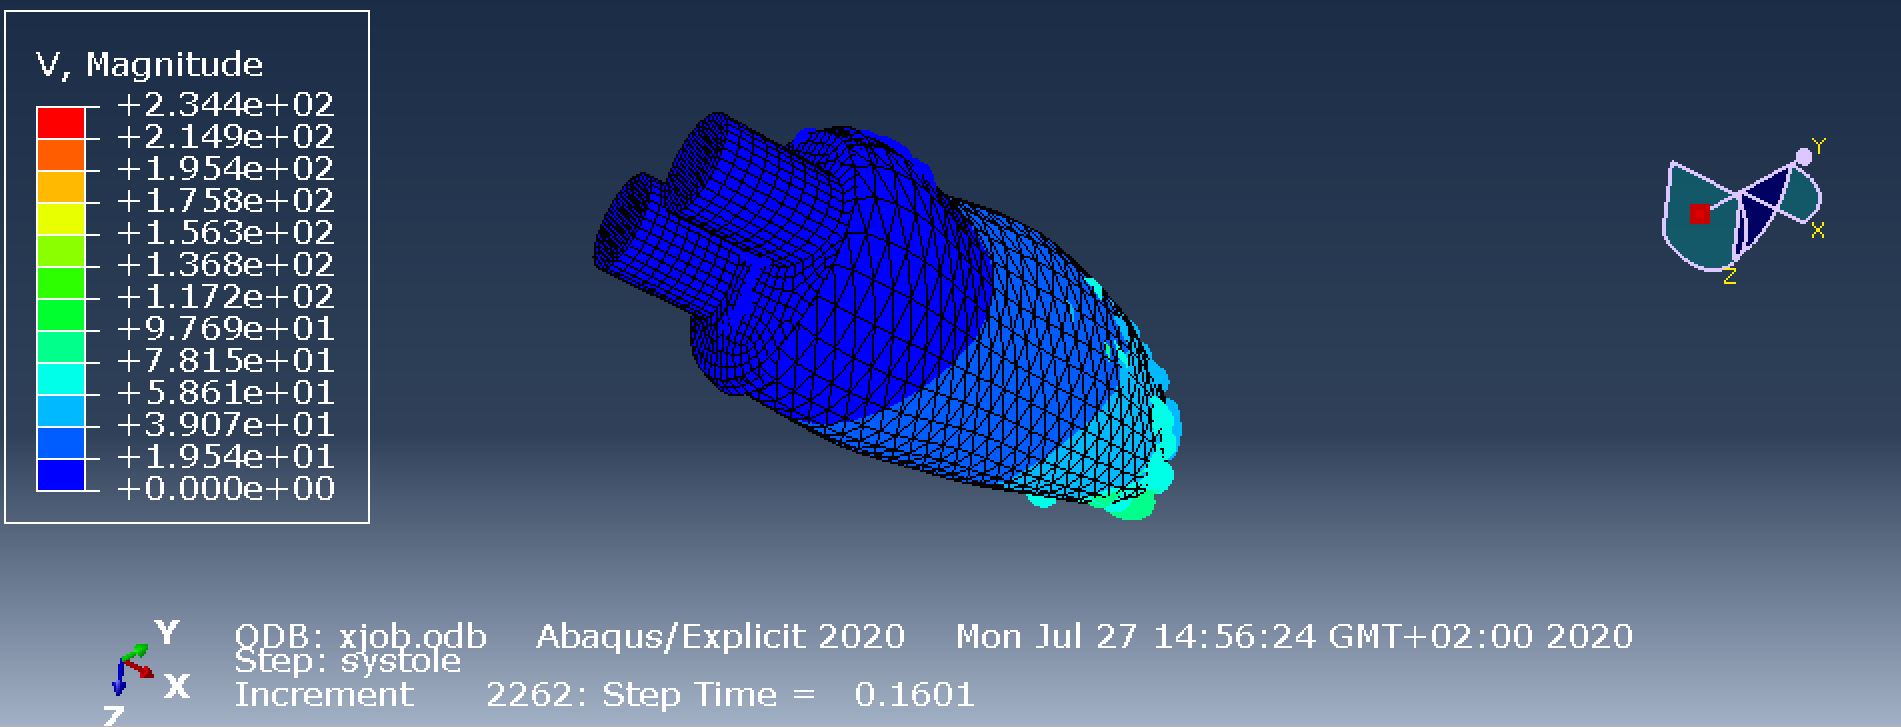 V, Magnitude
+2.344e+02
+2.149e+02
+1.954e+02
+1.758e+02
+1.563e+02
+1.368e+02
+1.172e+02
+9.769e+01
+7.815e+01
+5.861e+01
+3.907e+01
+1.954e+01
+0.000e+00
Y
X
Z
Y
X
Z
ODB: xjob.odb Abaqus/Explicit 2020 Mon Jul 27 14:56:24 GMT+02:00 2020
Step: systole
Increment 2262: Step Time = 0.1601